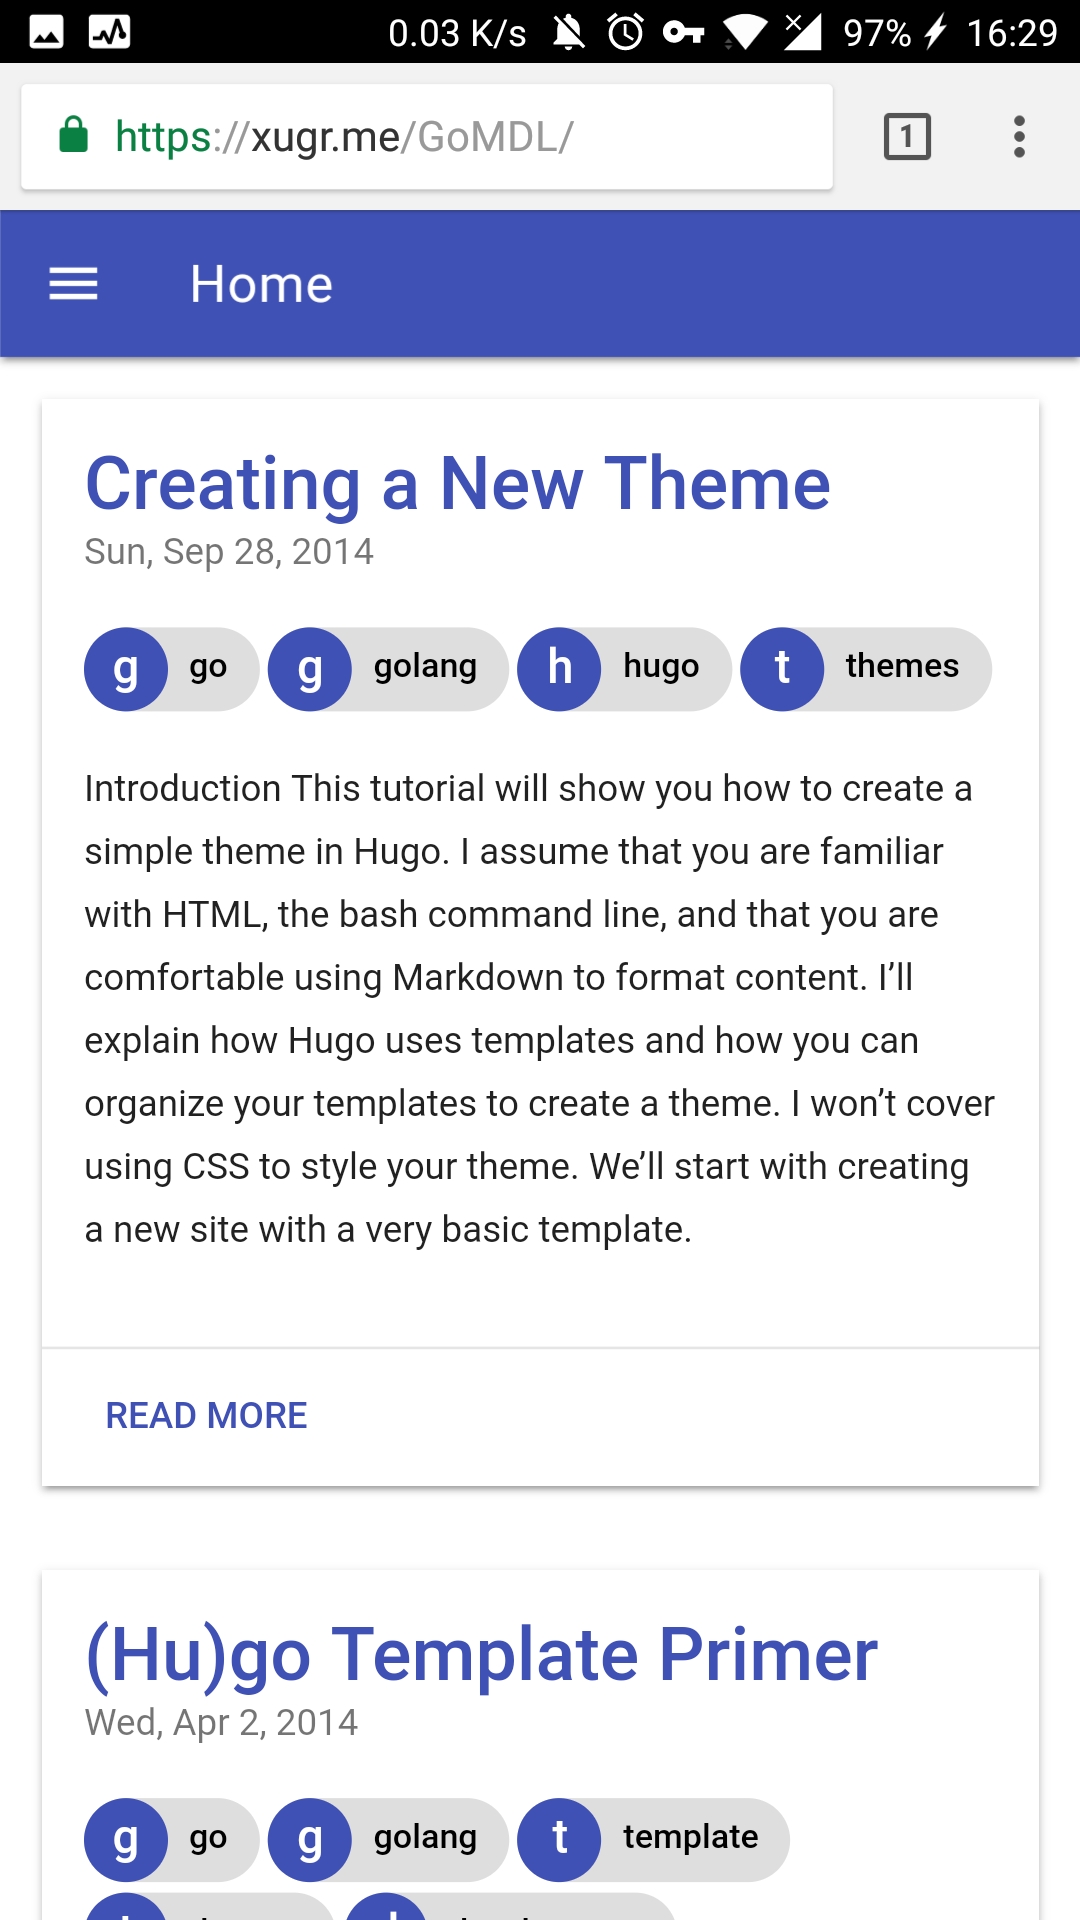 0.03 K/s 97% 16:29
https://xugr.me/GoMDL/ 1
Home
Creating a New Theme
Sun, Sep 28, 2014
g go g golang h hugo t themes
Introduction This tutorial will show you how to create a
simple theme in Hugo. I assume that you are familiar
with HTML, the bash command line, and that you are
comfortable using Markdown to format content. I’ll
explain how Hugo uses templates and how you can
organize your templates to create a theme. I won’t cover
using CSS to style your theme. We’ll start with creating
a new site with a very basic template.
READ MORE
(Hu)go Template Primer
Wed, Apr 2, 2014
g go g golang t template